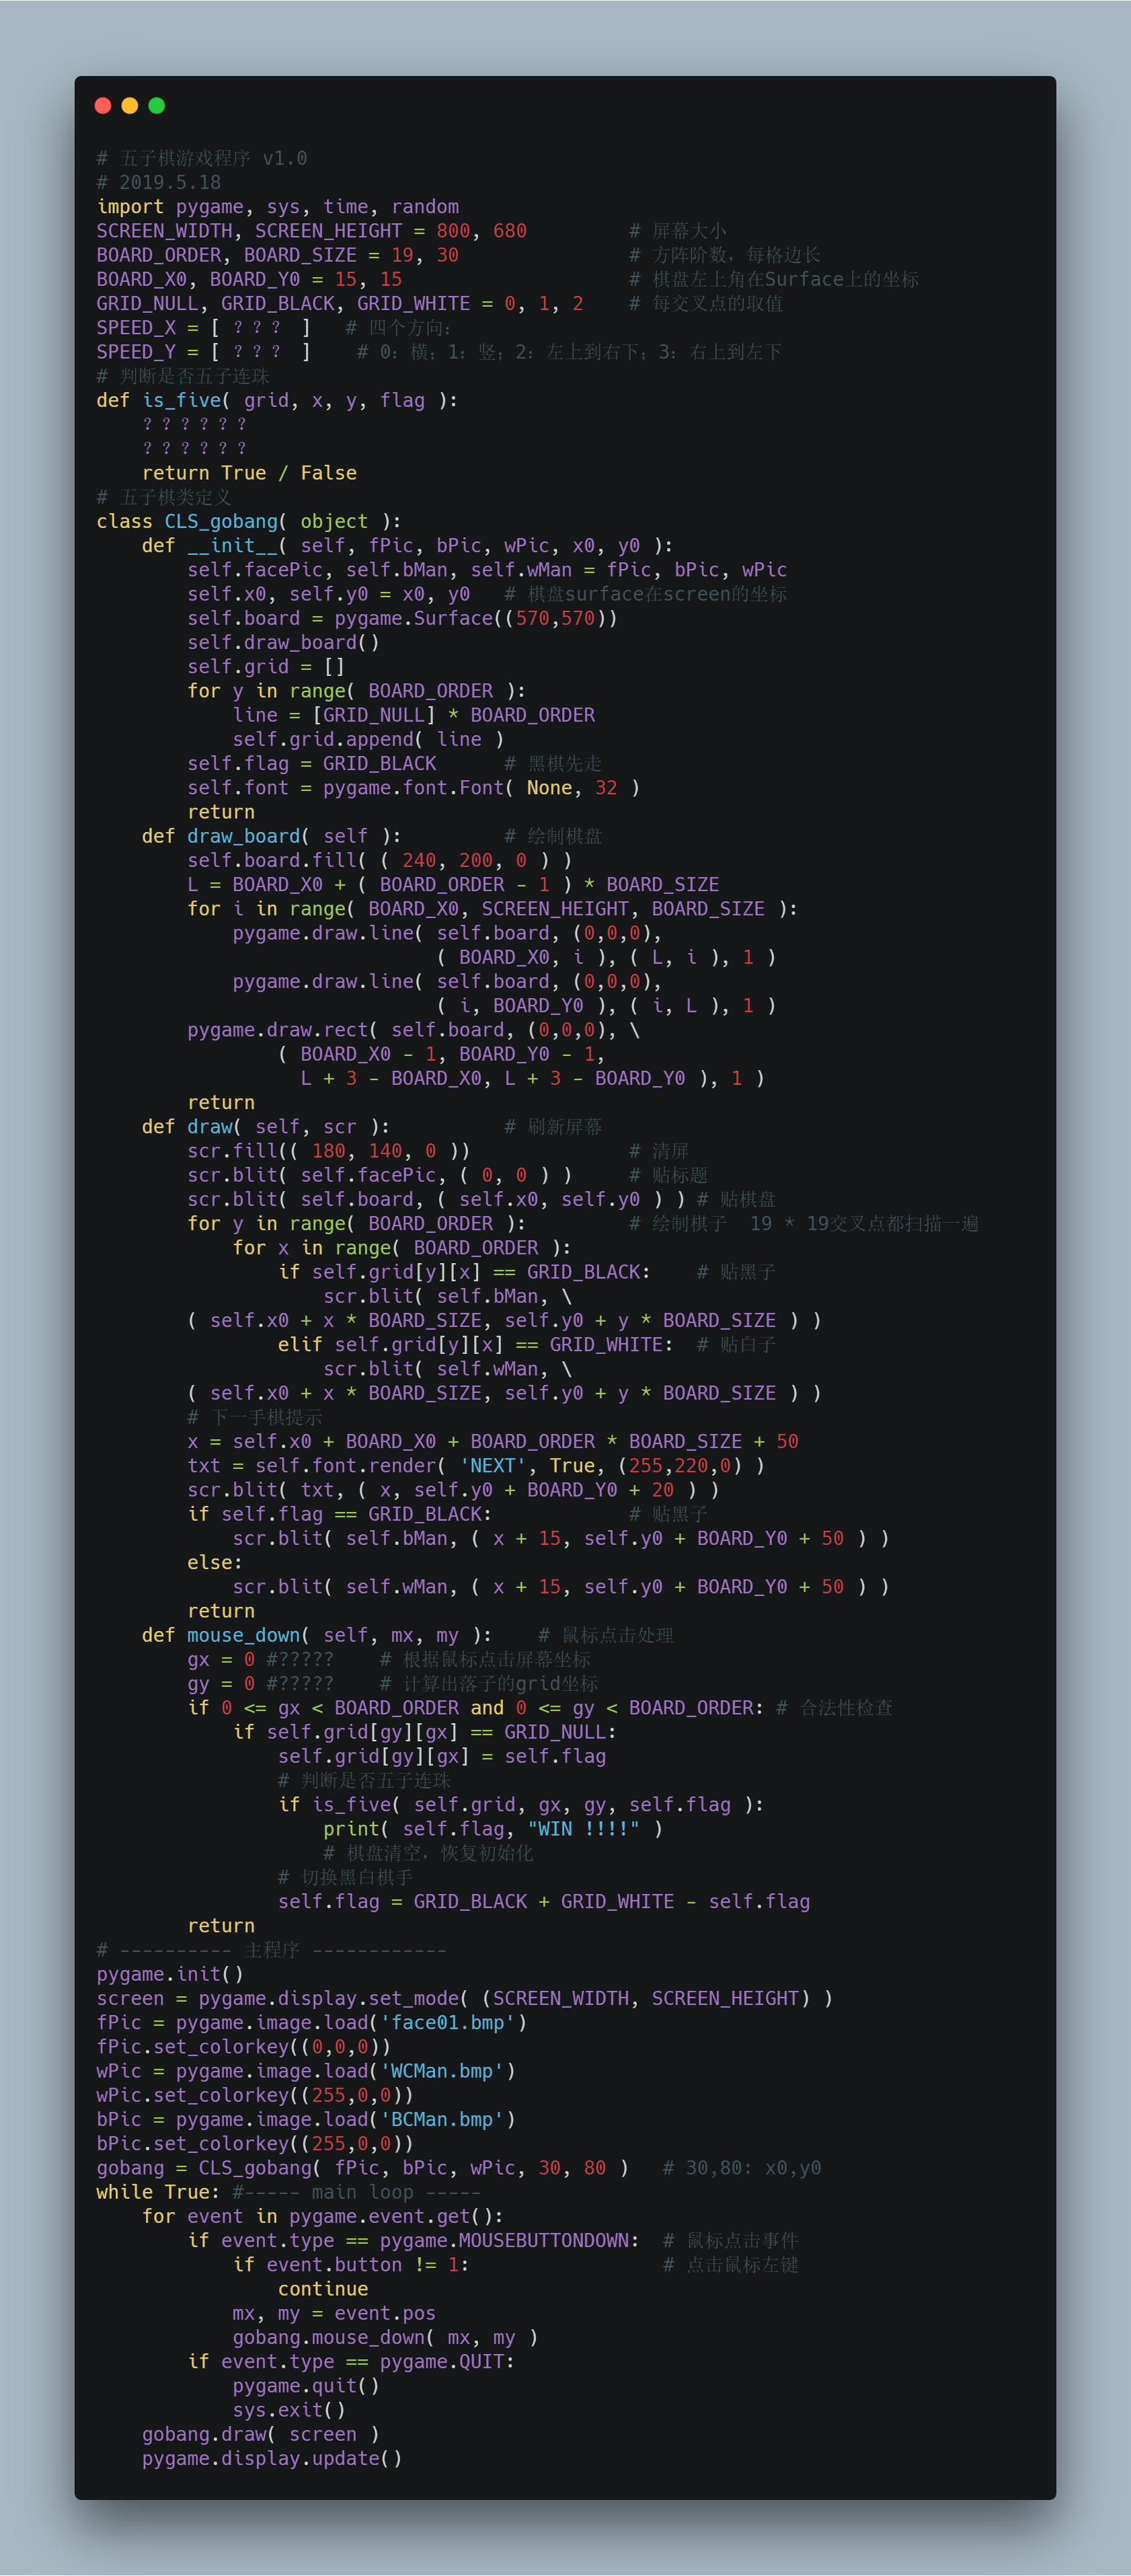 # 五子棋游戏程序 v1.0
# 2019.5.18
import pygame, sys, time, random
SCREEN_WIDTH, SCREEN_HEIGHT = 800, 680         # 屏幕大小
BOARD_ORDER, BOARD_SIZE = 19, 30               # 方阵阶数，每格边长
BOARD_X0, BOARD_Y0 = 15, 15                    # 棋盘左上角在Surface上的坐标
GRID_NULL, GRID_BLACK, GRID_WHITE = 0, 1, 2    # 每交叉点的取值
SPEED_X = [ ？？？ ]   # 四个方向：
SPEED_Y = [ ？？？ ]    # 0：横；1：竖；2：左上到右下；3：右上到左下
# 判断是否五子连珠
def is_five( grid, x, y, flag ):
    ？？？？？？
    ？？？？？？
    return True / False
# 五子棋类定义
class CLS_gobang( object ):
    def __init__( self, fPic, bPic, wPic, x0, y0 ):
        self.facePic, self.bMan, self.wMan = fPic, bPic, wPic
        self.x0, self.y0 = x0, y0   # 棋盘surface在screen的坐标
        self.board = pygame.Surface((570,570))
        self.draw_board()
        self.grid = []
        for y in range( BOARD_ORDER ):
            line = [GRID_NULL] * BOARD_ORDER
            self.grid.append( line )
        self.flag = GRID_BLACK      # 黑棋先走
        self.font = pygame.font.Font( None, 32 )
        return
    def draw_board( self ):         # 绘制棋盘
        self.board.fill( ( 240, 200, 0 ) )
        L = BOARD_X0 + ( BOARD_ORDER - 1 ) * BOARD_SIZE
        for i in range( BOARD_X0, SCREEN_HEIGHT, BOARD_SIZE ):
            pygame.draw.line( self.board, (0,0,0),
                              ( BOARD_X0, i ), ( L, i ), 1 )
            pygame.draw.line( self.board, (0,0,0),
                              ( i, BOARD_Y0 ), ( i, L ), 1 )
        pygame.draw.rect( self.board, (0,0,0), \
                ( BOARD_X0 - 1, BOARD_Y0 - 1,
                  L + 3 - BOARD_X0, L + 3 - BOARD_Y0 ), 1 )
        return
    def draw( self, scr ):          # 刷新屏幕
        scr.fill(( 180, 140, 0 ))              # 清屏
        scr.blit( self.facePic, ( 0, 0 ) )     # 贴标题
        scr.blit( self.board, ( self.x0, self.y0 ) ) # 贴棋盘
        for y in range( BOARD_ORDER ):         # 绘制棋子  19 * 19交叉点都扫描一遍
            for x in range( BOARD_ORDER ):
                if self.grid[y][x] == GRID_BLACK:    # 贴黑子
                    scr.blit( self.bMan, \
        ( self.x0 + x * BOARD_SIZE, self.y0 + y * BOARD_SIZE ) )
                elif self.grid[y][x] == GRID_WHITE:  # 贴白子
                    scr.blit( self.wMan, \
        ( self.x0 + x * BOARD_SIZE, self.y0 + y * BOARD_SIZE ) )
        # 下一手棋提示
        x = self.x0 + BOARD_X0 + BOARD_ORDER * BOARD_SIZE + 50
        txt = self.font.render( 'NEXT', True, (255,220,0) )
        scr.blit( txt, ( x, self.y0 + BOARD_Y0 + 20 ) )
        if self.flag == GRID_BLACK:            # 贴黑子
            scr.blit( self.bMan, ( x + 15, self.y0 + BOARD_Y0 + 50 ) )
        else:
            scr.blit( self.wMan, ( x + 15, self.y0 + BOARD_Y0 + 50 ) )
        return
    def mouse_down( self, mx, my ):    # 鼠标点击处理
        gx = 0 #?????    # 根据鼠标点击屏幕坐标
        gy = 0 #?????    # 计算出落子的grid坐标
        if 0 <= gx < BOARD_ORDER and 0 <= gy < BOARD_ORDER: # 合法性检查
            if self.grid[gy][gx] == GRID_NULL:
                self.grid[gy][gx] = self.flag
                # 判断是否五子连珠
                if is_five( self.grid, gx, gy, self.flag ):
                    print( self.flag, "WIN !!!!" )
                    # 棋盘清空，恢复初始化
                # 切换黑白棋手
                self.flag = GRID_BLACK + GRID_WHITE - self.flag
        return
# ---------- 主程序 ------------
pygame.init()
screen = pygame.display.set_mode( (SCREEN_WIDTH, SCREEN_HEIGHT) )
fPic = pygame.image.load('face01.bmp')
fPic.set_colorkey((0,0,0))
wPic = pygame.image.load('WCMan.bmp')
wPic.set_colorkey((255,0,0))
bPic = pygame.image.load('BCMan.bmp')
bPic.set_colorkey((255,0,0))
gobang = CLS_gobang( fPic, bPic, wPic, 30, 80 )   # 30,80: x0,y0
while True: #----- main loop -----
    for event in pygame.event.get():
        if event.type == pygame.MOUSEBUTTONDOWN:  # 鼠标点击事件
            if event.button != 1:                 # 点击鼠标左键
                continue
            mx, my = event.pos
            gobang.mouse_down( mx, my )
        if event.type == pygame.QUIT:
            pygame.quit()
            sys.exit()
    gobang.draw( screen )
    pygame.display.update()